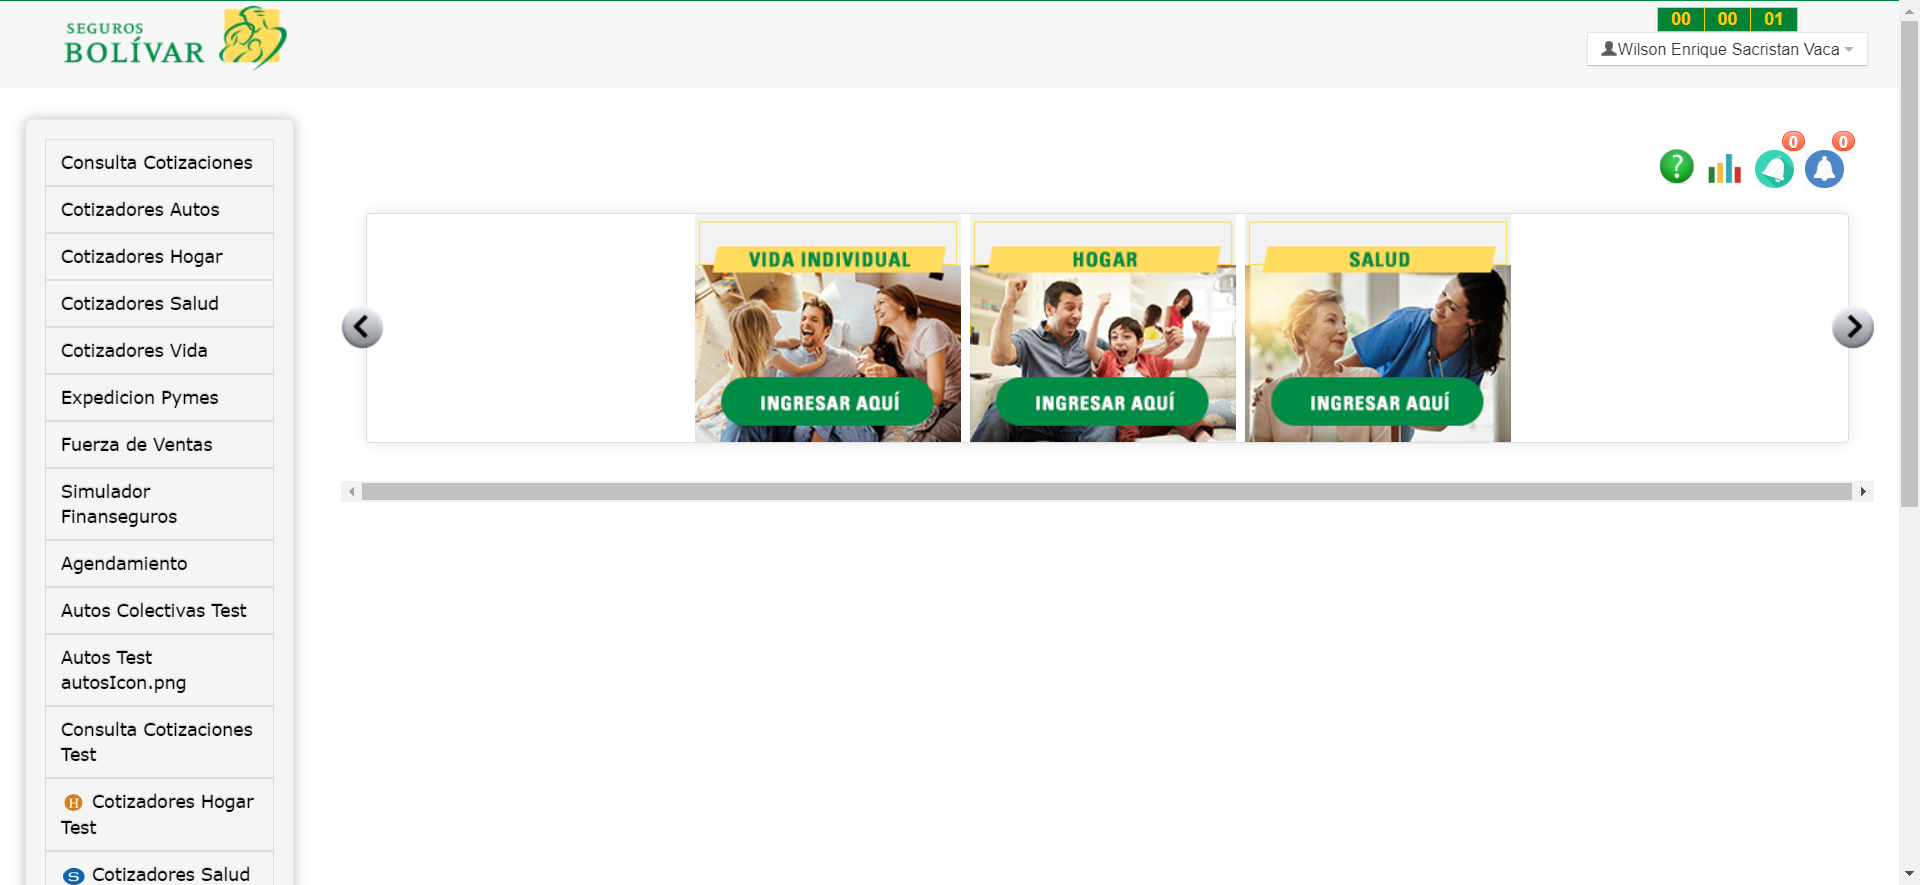 SEGUROS
BOLÍVAR
00 00 01
Wilson Enrique Sacristan Vaca
Consulta Cotizaciones
Cotizadores Autos
Cotizadores Hogar
Cotizadores Salud
Cotizadores Vida
Expedicion Pymes
Fuerza de Ventas
Simulador
Finanseguros
Agendamiento
Autos Colectivas Test
Autos Test
autosIcon.png
Consulta Cotizaciones
Test
H Cotizadores Hogar
Test
S Cotizadores Salud
?
0
0
VIDA INDIVIDUAL
INGRESAR AQUÍ
HOGAR
INGRESAR AQUÍ
SALUD
INGRESAR AQUÍ